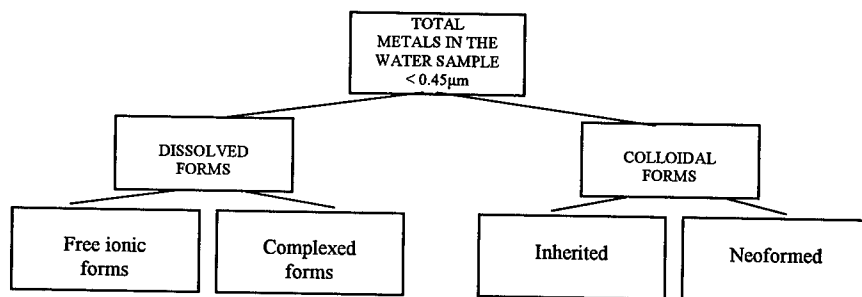 TOTAL
METALS IN THE
WATER SAMPLE
< 0.45µm
DISSOLVED
FORMS
COLLOIDAL
FORMS
Free ionic
forms
Complexed
forms
Inherited
Neoformed